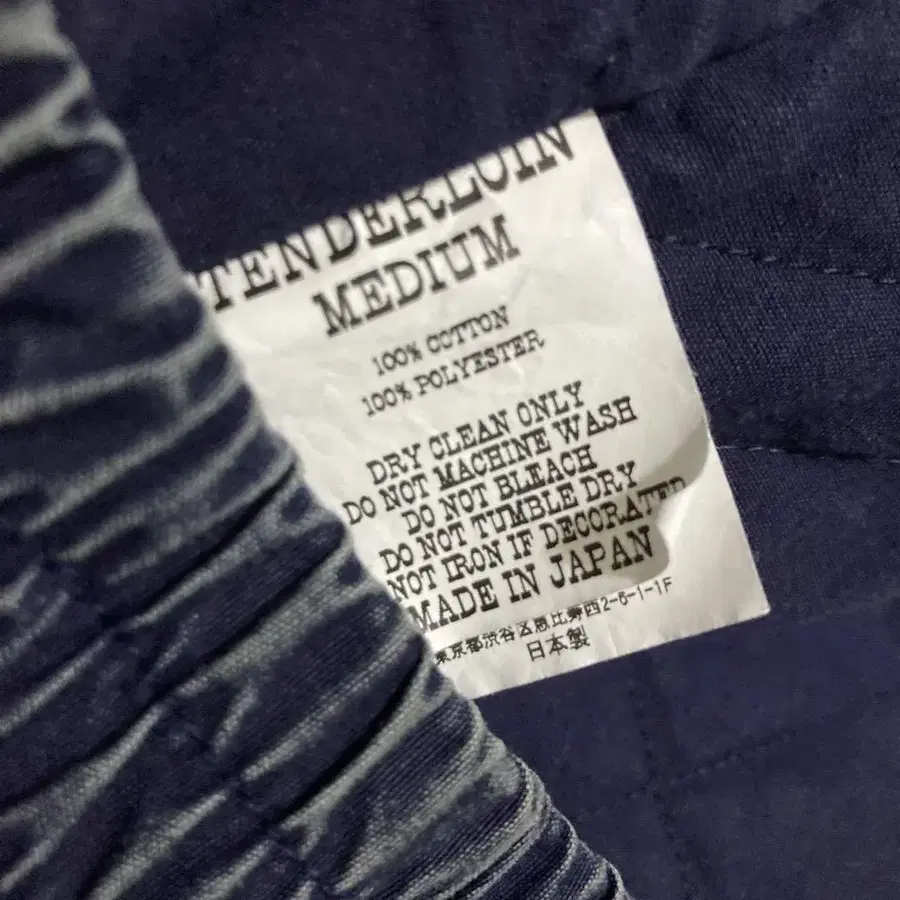 TENDERLOIN
MEDIUM
100% COTTON
100% POLYESTER
DRY CLEAN ONLY
DO NOT MACHINE WASH
DO NOT BLEACH
DO NOT TUMBLE DRY
NOT IRON IF DECORATED
MADE IN JAPAN
東京都渋谷区恵比寿西2-6-1-1F
日本製